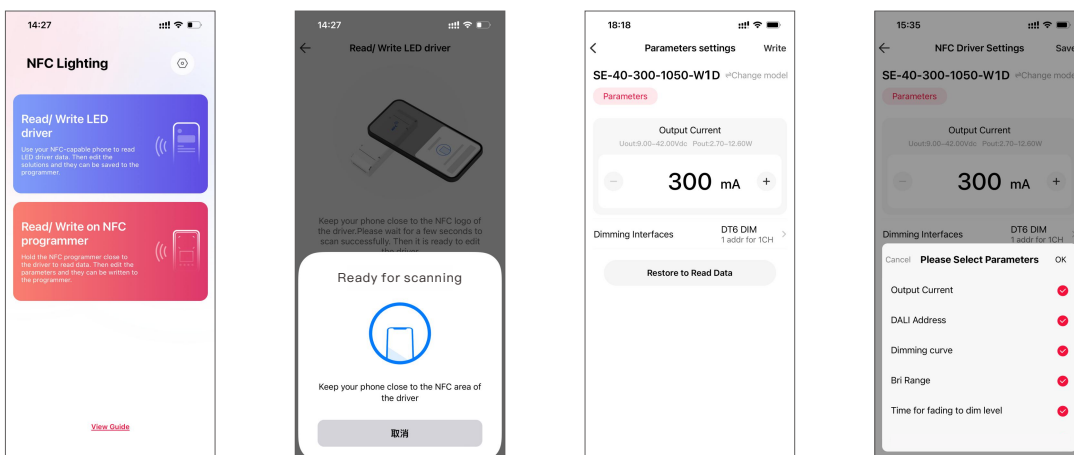 14:27
NFC Lighting
Read/ Write LED
driver
Use your NFC-capable phone to read
LED driver data. Then edit the
solutions and they can be saved to the
programmer.
Read/ Write on NFC
programmer
Hold the NFC programmer close to
the driver to read data. Then edit the
parameters and they can be written to
the programmer.
View Guide
14:27
Read/ Write LED driver
Keep your phone close to the NFC logo of
the driver.Please wait for a few seconds to
scan successfully. Then it is ready to edit
the driver
Ready for scanning
Keep your phone close to the NFC area of
the driver
取消
18:18
Parameters settings Write
SE-40-300-1050-W1D ⇌Change model
Parameters
Output Current
Uout:9.00-42.00Vdc Pout:2.70-12.60W
− 300 mA +
Dimming Interfaces DT6 DIM
1 addr for 1CH
Restore to Read Data
15:35
NFC Driver Settings Save
SE-40-300-1050-W1D ⇌Change mode
Parameters
Output Current
Uout:9.00-42.00Vdc Pout:2.70-12.60W
− 300 mA +
Dimming Interfaces DT6 DIM
1 addr for 1CH
Cancel Please Select Parameters OK
Output Current
DALI Address
Dimming curve
Bri Range
Time for fading to dim level